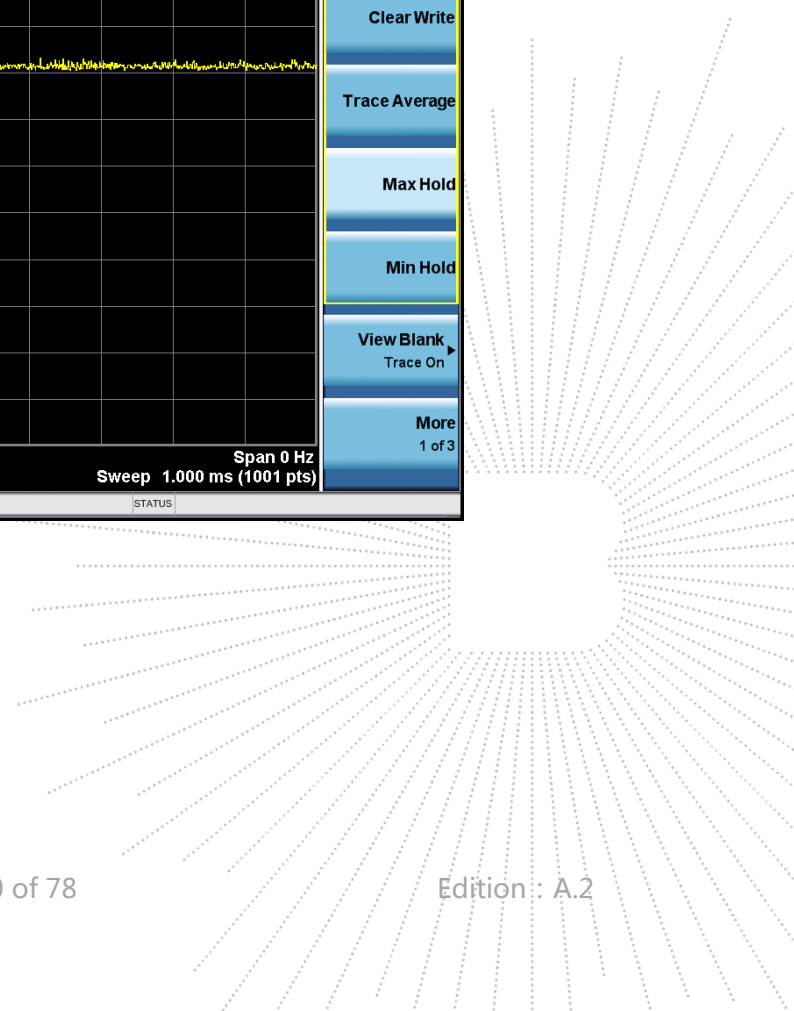 Clear Write
Trace Average
Max Hold
Min Hold
View Blank
Trace On
More
1 of 3
Span 0 Hz
Sweep 1.000 ms (1001 pts)
STATUS
of 78
Edition : A.2